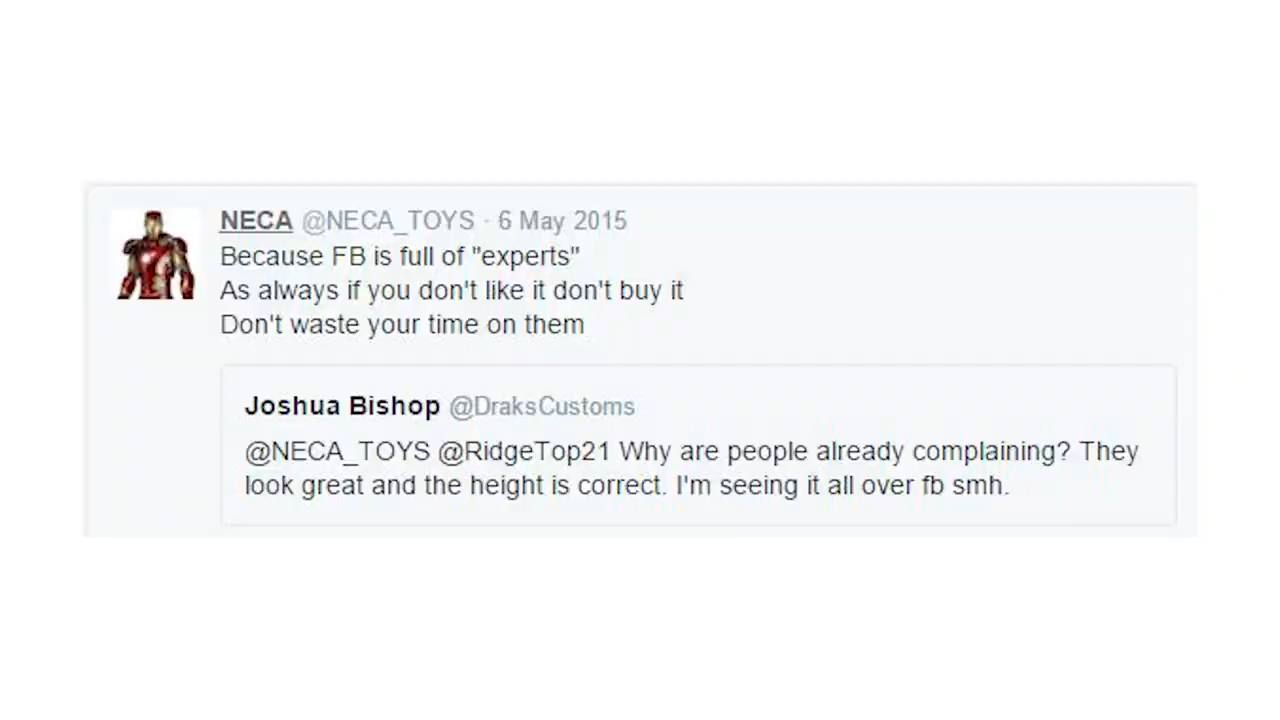 NECA @NECA_TOYS · 6 May 2015
Because FB is full of "experts"
As always if you don't like it don't buy it
Don't waste your time on them
Joshua Bishop @DraksCustoms
@NECA_TOYS @RidgeTop21 Why are people already complaining? They
look great and the height is correct. I'm seeing it all over fb smh.